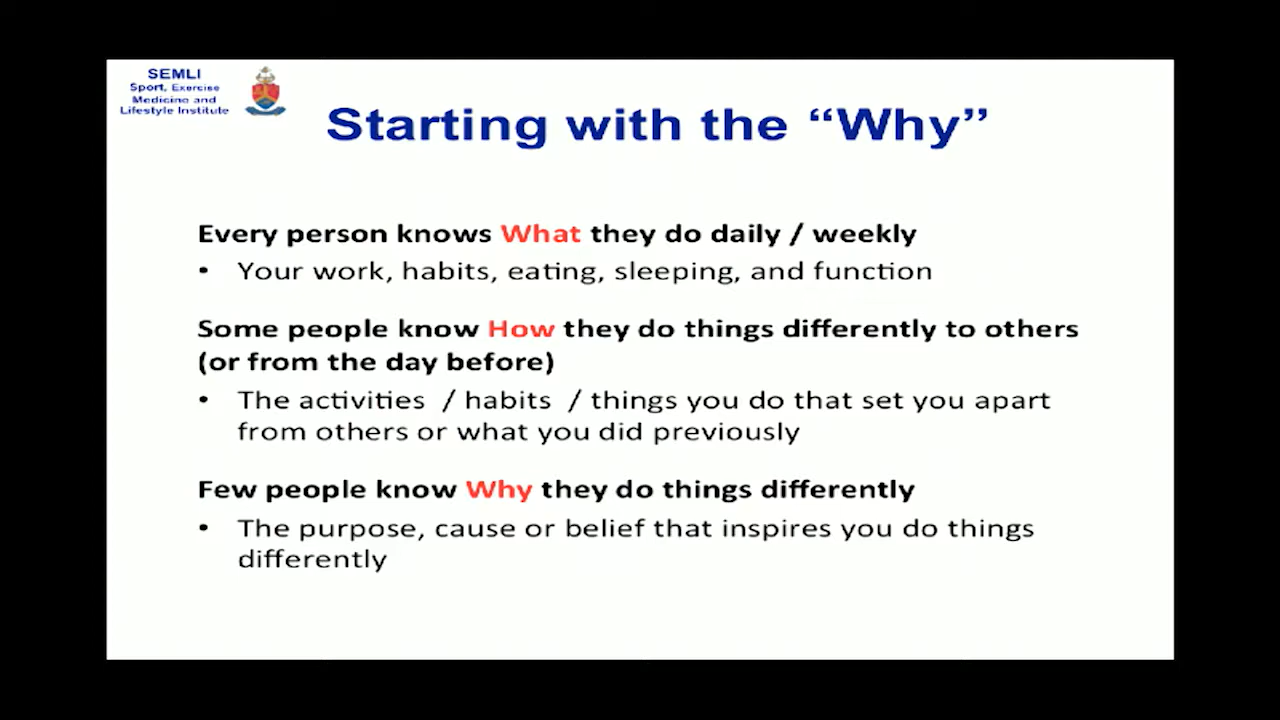 SEMLI
Sport, Exercise
Medicine and
Lifestyle Institute
Starting with the “Why”
Every person knows What they do daily / weekly
• Your work, habits, eating, sleeping, and function
Some people know How they do things differently to others
(or from the day before)
• The activities / habits / things you do that set you apart
from others or what you did previously
Few people know Why they do things differently
• The purpose, cause or belief that inspires you do things
differently